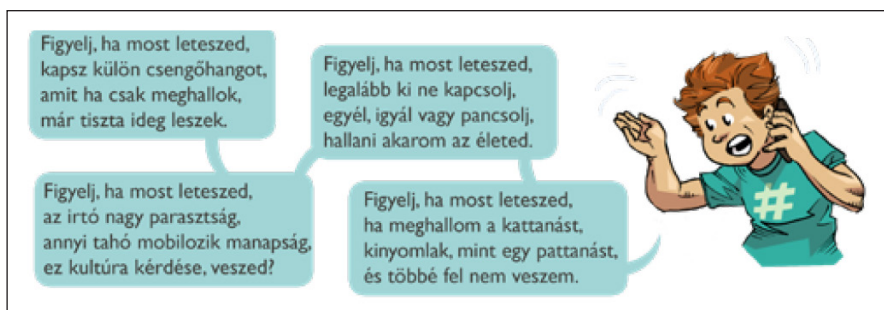 Figyelj, ha most leteszed,
kapsz külön csengőhangot,
amit ha csak meghallok,
már tiszta ideg leszek.
Figyelj, ha most leteszed,
az irtó nagy parasztság,
annyi tahó mobilozik manapság,
ez kultúra kérdése, veszed?
Figyelj, ha most leteszed,
legalább ki ne kapcsolj,
egyél, igyál vagy pancsolj,
hallani akarom az életed.
Figyelj, ha most leteszed,
ha meghallom a kattanást,
kinyomlak, mint egy pattanást,
és többé fel nem veszem.
#